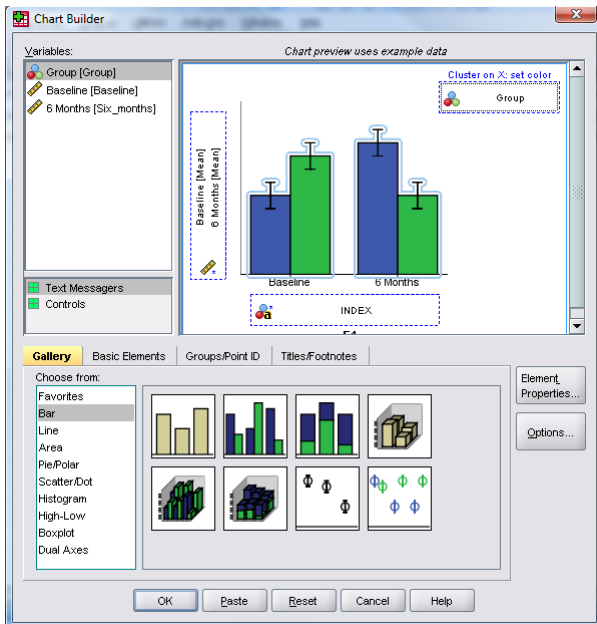 Chart Builder
Variables:
Chart preview uses example data
Group [Group]
Baseline [Baseline]
6 Months [Six_months]
Text Messagers
Controls
Cluster on X: set color
Group
Baseline [Mean]
6 Months [Mean]
Baseline
6 Months
INDEX
Gallery
Basic Elements
Groups/Point ID
Titles/Footnotes
Choose from:
Favorites
Bar
Line
Area
Pie/Polar
Scatter/Dot
Histogram
High-Low
Boxplot
Dual Axes
Element
Properties...
Options...
OK
Paste
Reset
Cancel
Help